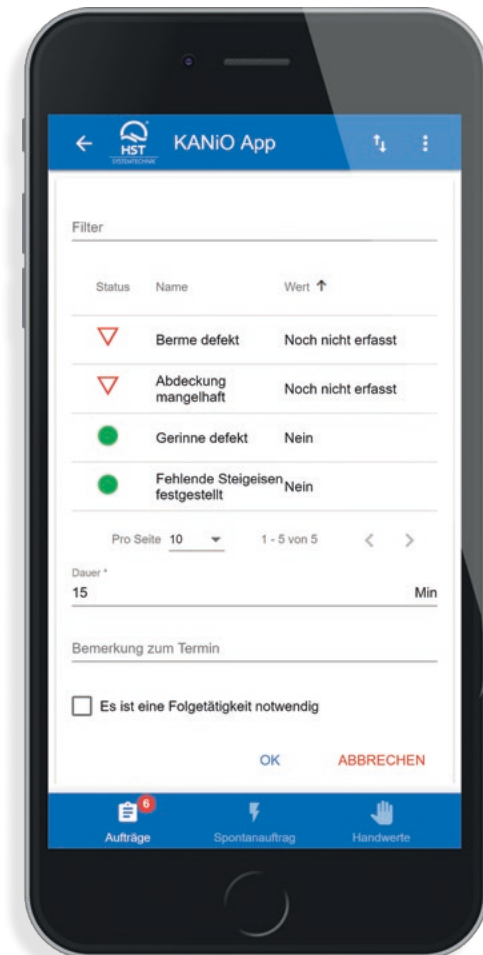 HST
SYSTEMTECHNIK
KANiO App
Filter
Status Name Wert
Berme defekt Noch nicht erfasst
Abdeckung
mangelhaft Noch nicht erfasst
Gerinne defekt Nein
Fehlende Steigeisen
festgestellt Nein
Pro Seite 10 1 - 5 von 5
Dauer *
15 Min
Bemerkung zum Termin
Es ist eine Folgetätigkeit notwendig
OK ABBRECHEN
6
Aufträge Spontanauftrag Handwerte